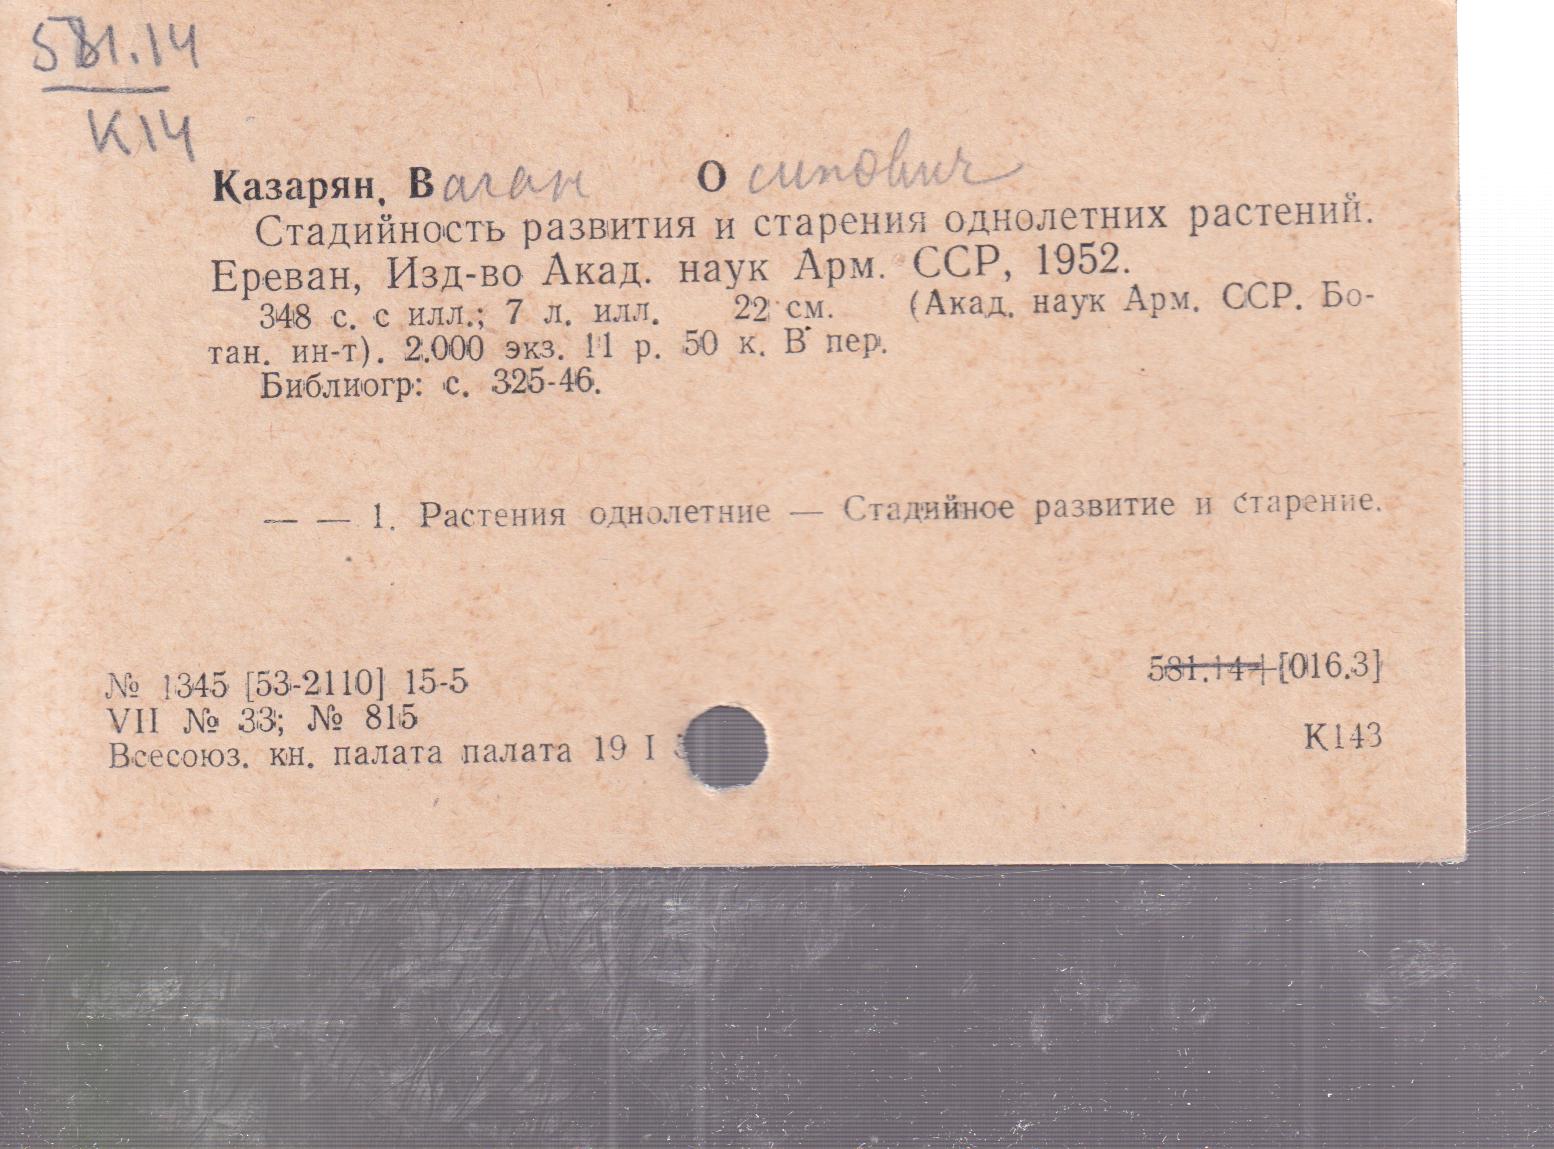 581.14
К14
Казарян, Ваган Осипович
Стадийность развития и старения однолетних растений.
Ереван, Изд-во Акад. наук Арм. ССР, 1952.
348 с. с илл.; 7 л. илл. 22 см. (Акад. наук Арм. ССР. Бо-
тан. ин-т). 2.000 экз. 11 р. 50 к. В пер.
Библиогр: с. 325-46.
— — 1. Растения однолетние — Стадийное развитие и старение.
581.14+[016.3]
№ 1345 [53-2110] 15-5
VII № 33; № 815
К143
Всесоюз. кн. палата палата 19 I